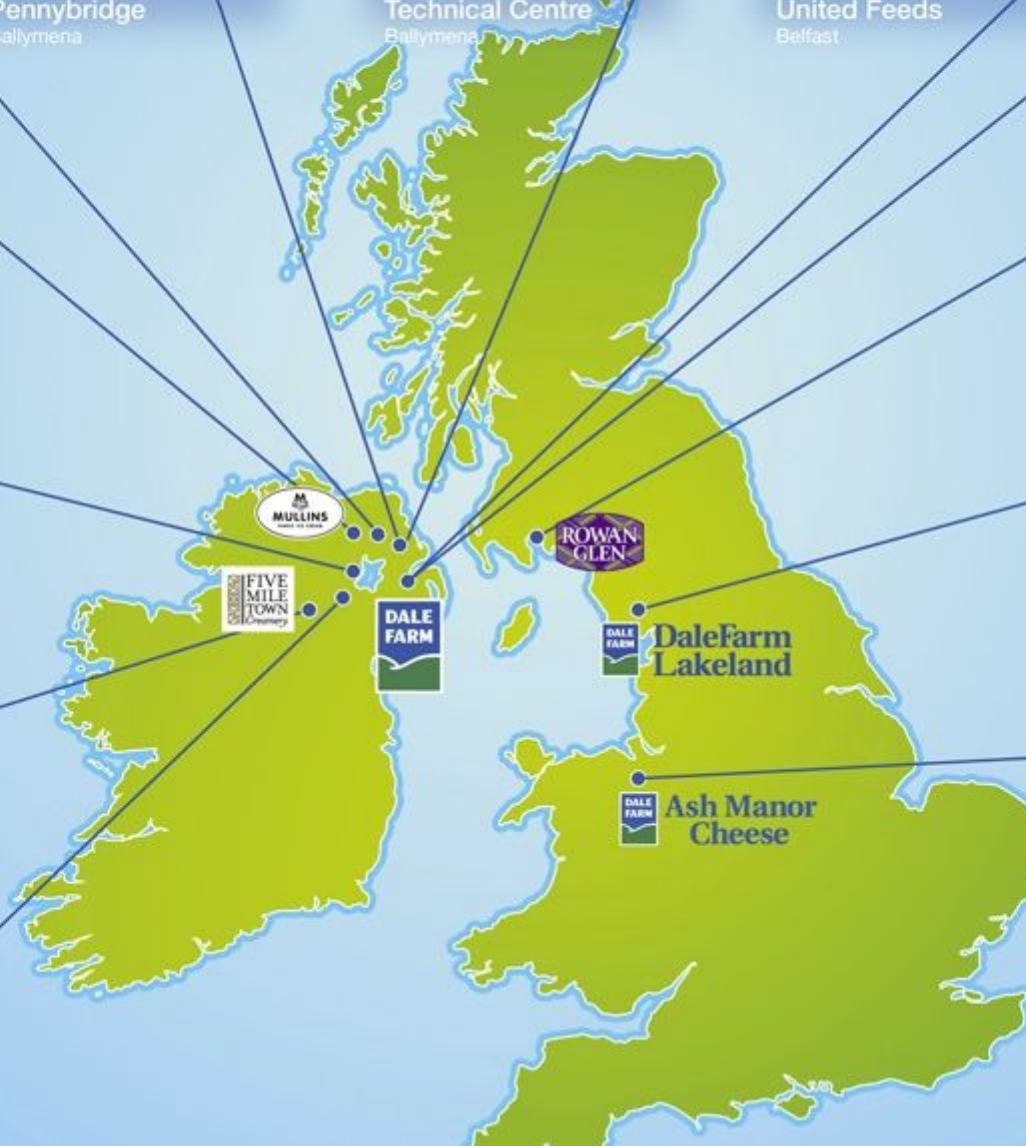 Pennybridge
Ballymena
Technical Centre
Ballymena
United Feeds
Belfast
M
MULLINS
FIVE
MILE
TOWN
Creamery
DALE
FARM
ROWAN
GLEN
DALE
FARM
DaleFarm
Lakeland
DALE
FARM
Ash Manor
Cheese